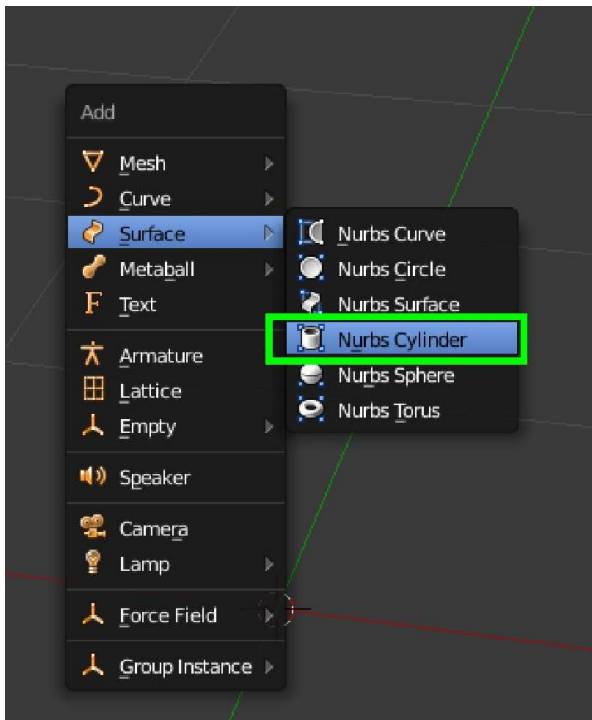 Add
Mesh
Curve
Surface
Metaball
Text
Armature
Lattice
Empty
Speaker
Camera
Lamp
Force Field
Group Instance
Nurbs Curve
Nurbs Circle
Nurbs Surface
Nurbs Cylinder
Nurbs Sphere
Nurbs Torus